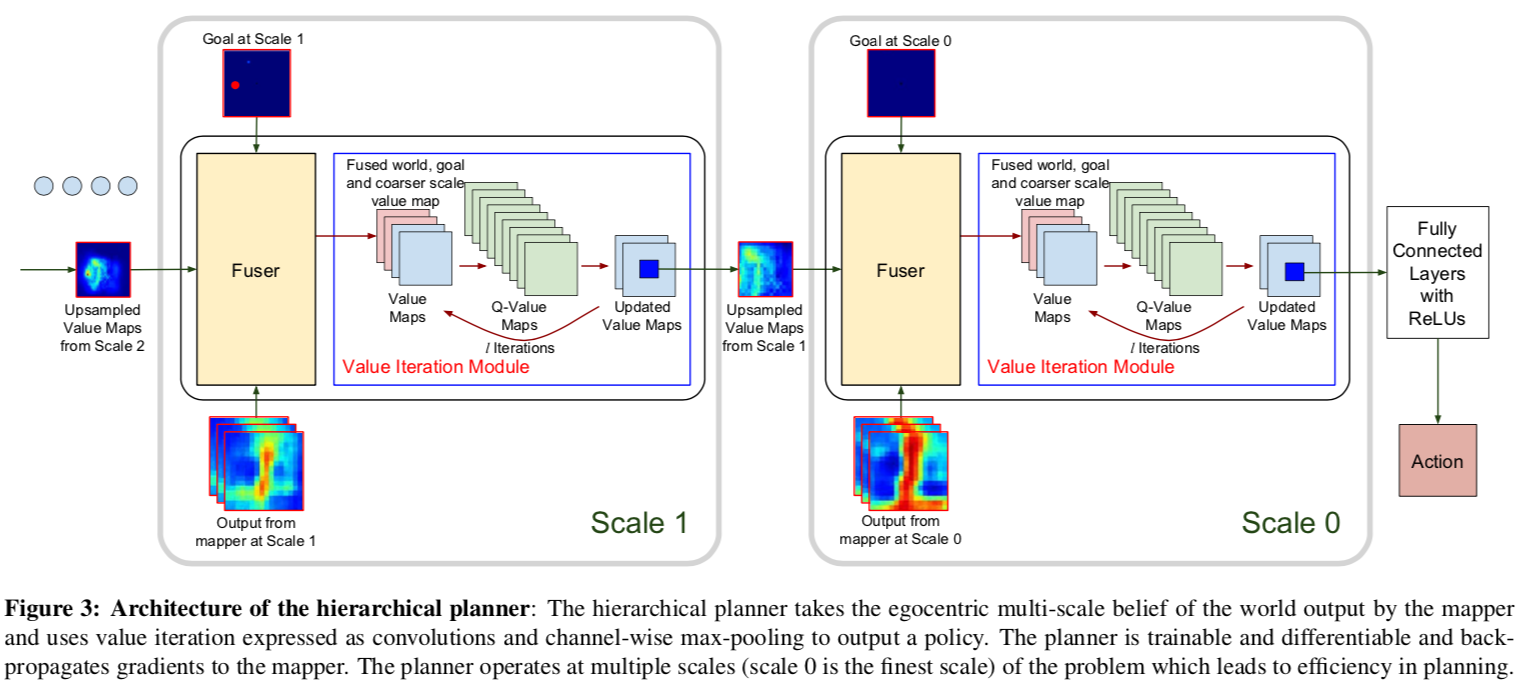 Goal at Scale 1
Fused world, goal
and coarser scale
value map
Fuser
Value
Maps
Q-Value
Maps
Updated
Value Maps
l Iterations
Value Iteration Module
Upsampled
Value Maps
from Scale 2
Output from
mapper at Scale 1
Scale 1
Upsampled
Value Maps
from Scale 1
Goal at Scale 0
Fused world, goal
and coarser scale
value map
Fuser
Value
Maps
Q-Value
Maps
Updated
Value Maps
l Iterations
Value Iteration Module
Output from
mapper at Scale 0
Scale 0
Fully
Connected
Layers
with
ReLUs
Action
Figure 3: Architecture of the hierarchical planner: The hierarchical planner takes the egocentric multi-scale belief of the world output by the mapper
and uses value iteration expressed as convolutions and channel-wise max-pooling to output a policy. The planner is trainable and differentiable and back-
propagates gradients to the mapper. The planner operates at multiple scales (scale 0 is the finest scale) of the problem which leads to efficiency in planning.